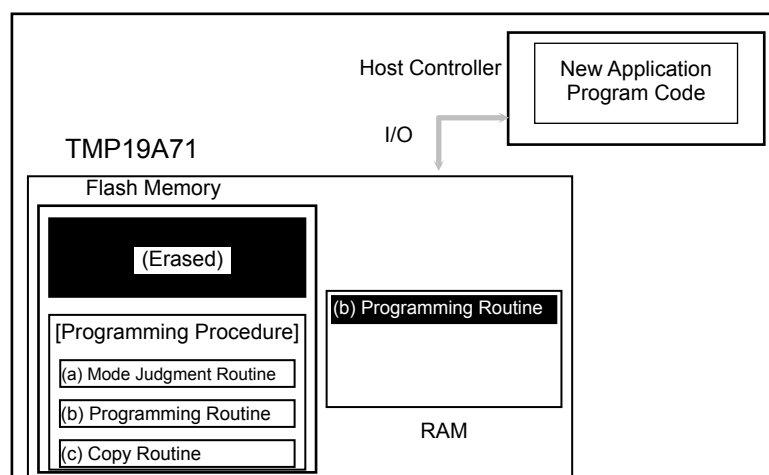 Host Controller
New Application
Program Code
I/O
TMP19A71
Flash Memory
(Erased)
[Programming Procedure]
(a) Mode Judgment Routine
(b) Programming Routine
(c) Copy Routine
(b) Programming Routine
RAM